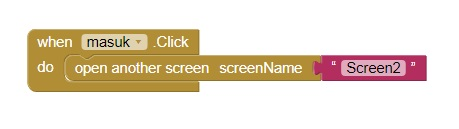 when masuk .Click
do open another screen screenName "Screen2"